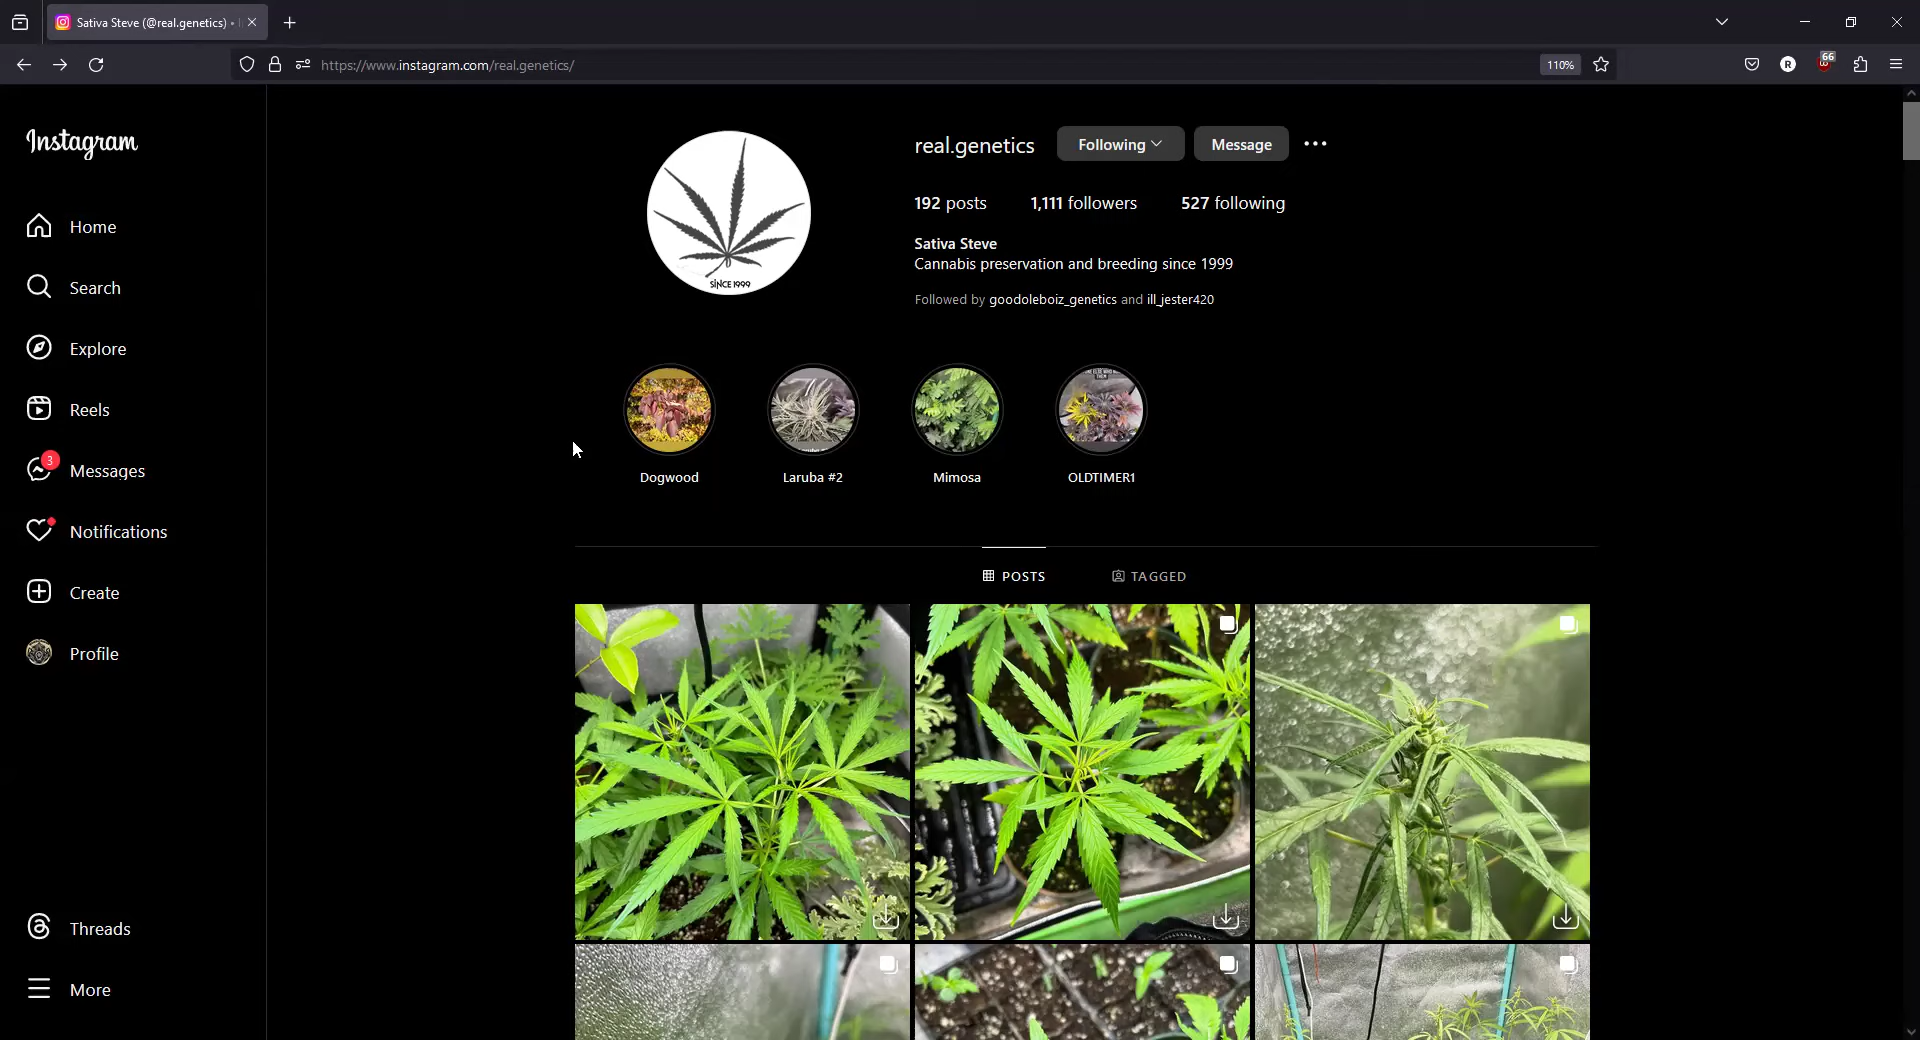 Sativa Steve (@real.genetics) •
https://www.instagram.com/real.genetics/
110%
R
66
Instagram
Home
Search
Explore
Reels
3
Messages
Notifications
Create
Profile
Threads
More
SINCE 1999
real.genetics
Following
Message
192 posts
1,111 followers
527 following
Sativa Steve
Cannabis preservation and breeding since 1999
Followed by goodoleboiz_genetics and ill_jester420
Dogwood
Laruba #2
Mimosa
OLDTIMER1
POSTS
TAGGED